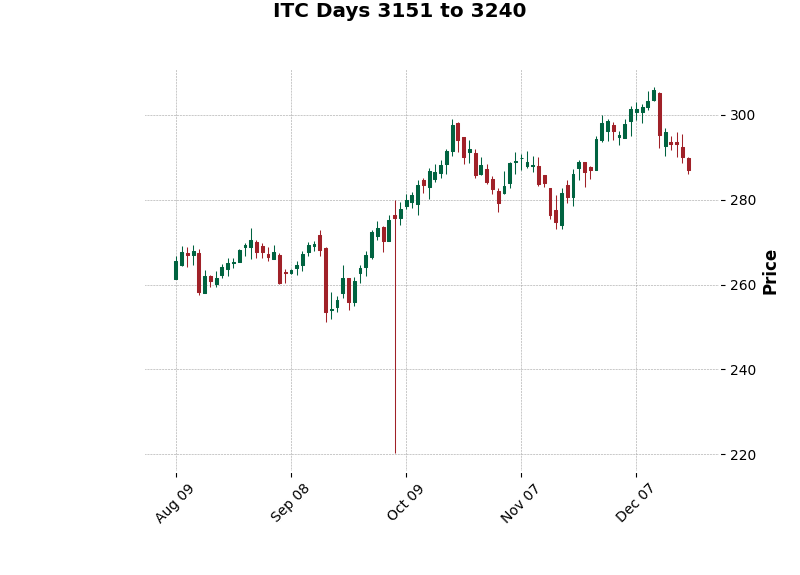 ITC Days 3151 to 3240
300
280
260
240
220
Price
Aug 09
Sep 08
Oct 09
Nov 07
Dec 07